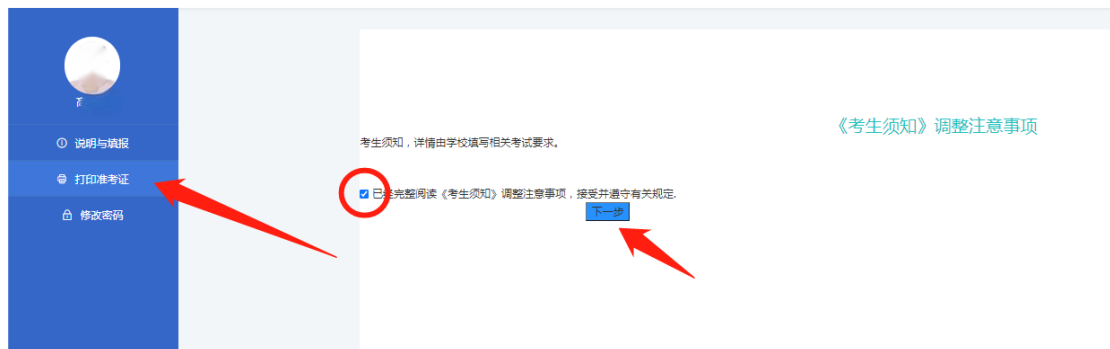 说明与填报
打印准考证
修改密码
《考生须知》调整注意事项
考生须知，详情由学校填写相关考试要求。
已经完整阅读《考生须知》调整注意事项，接受并遵守有关规定.
下一步